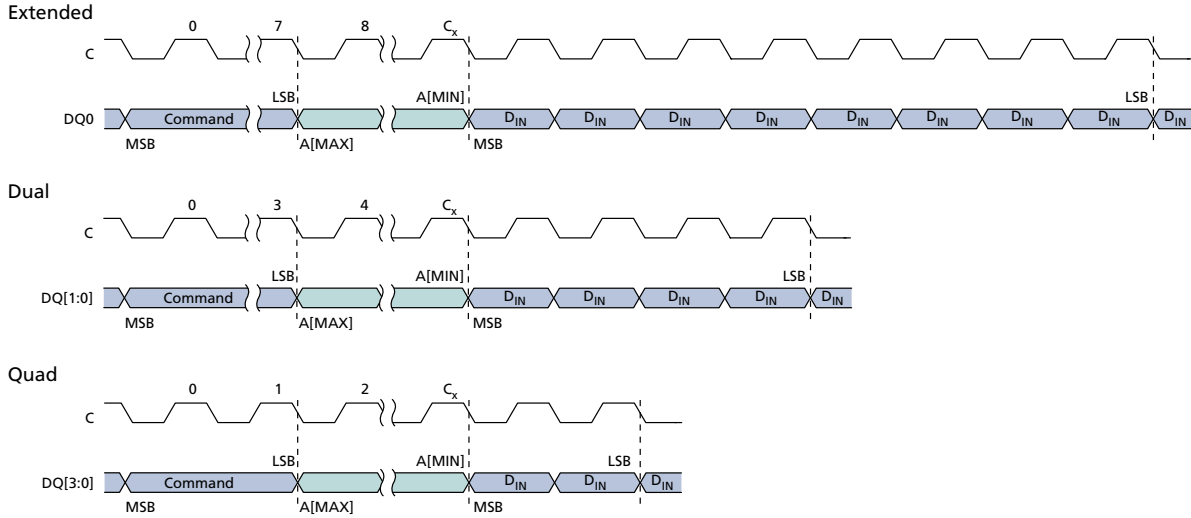 Extended
0 7 8 Cx
C
LSB A[MIN] LSB
DQ0 Command DIN DIN DIN DIN DIN DIN DIN DIN DIN
MSB A[MAX] MSB
Dual
0 3 4 Cx
C
LSB A[MIN] LSB
DQ[1:0] Command DIN DIN DIN DIN DIN
MSB A[MAX] MSB
Quad
0 1 2 Cx
C
LSB A[MIN] LSB
DQ[3:0] Command DIN DIN DIN
MSB A[MAX] MSB